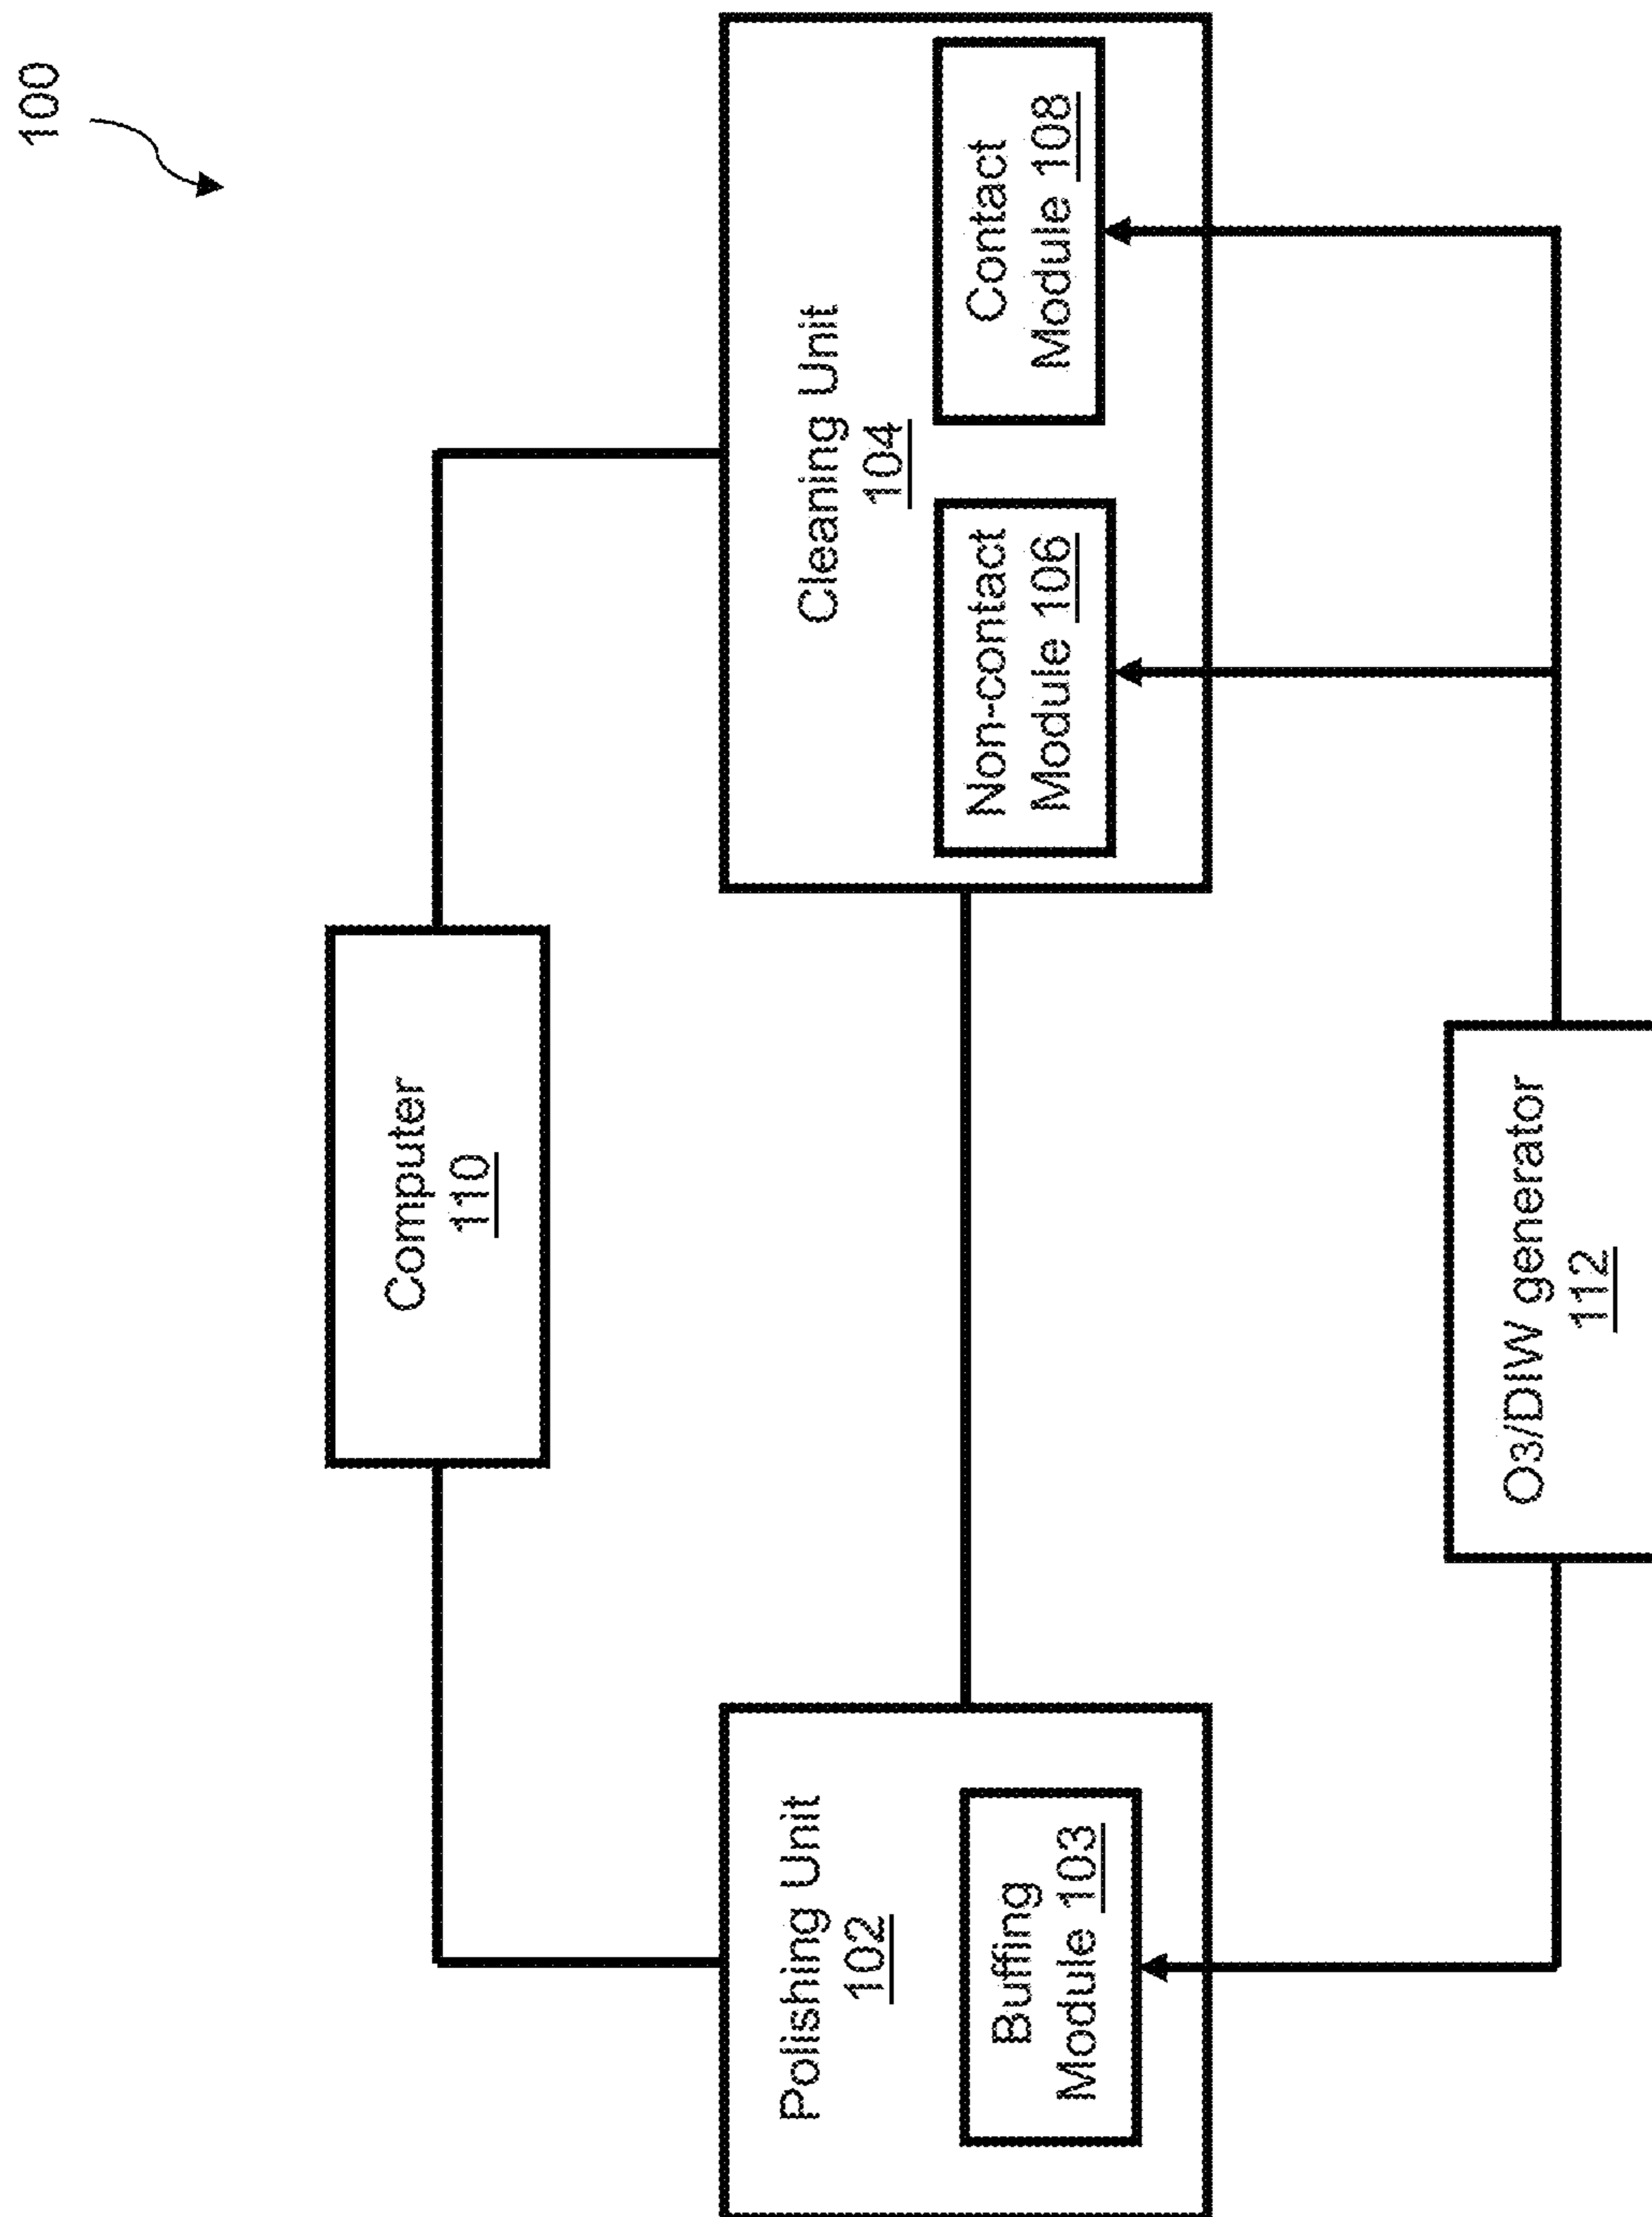 100
Computer
110
Polishing Unit
102
Buffing
Module 103
Cleaning Unit
104
Non-contact
Module 106
Contact
Module 108
O3/DIW generator
112